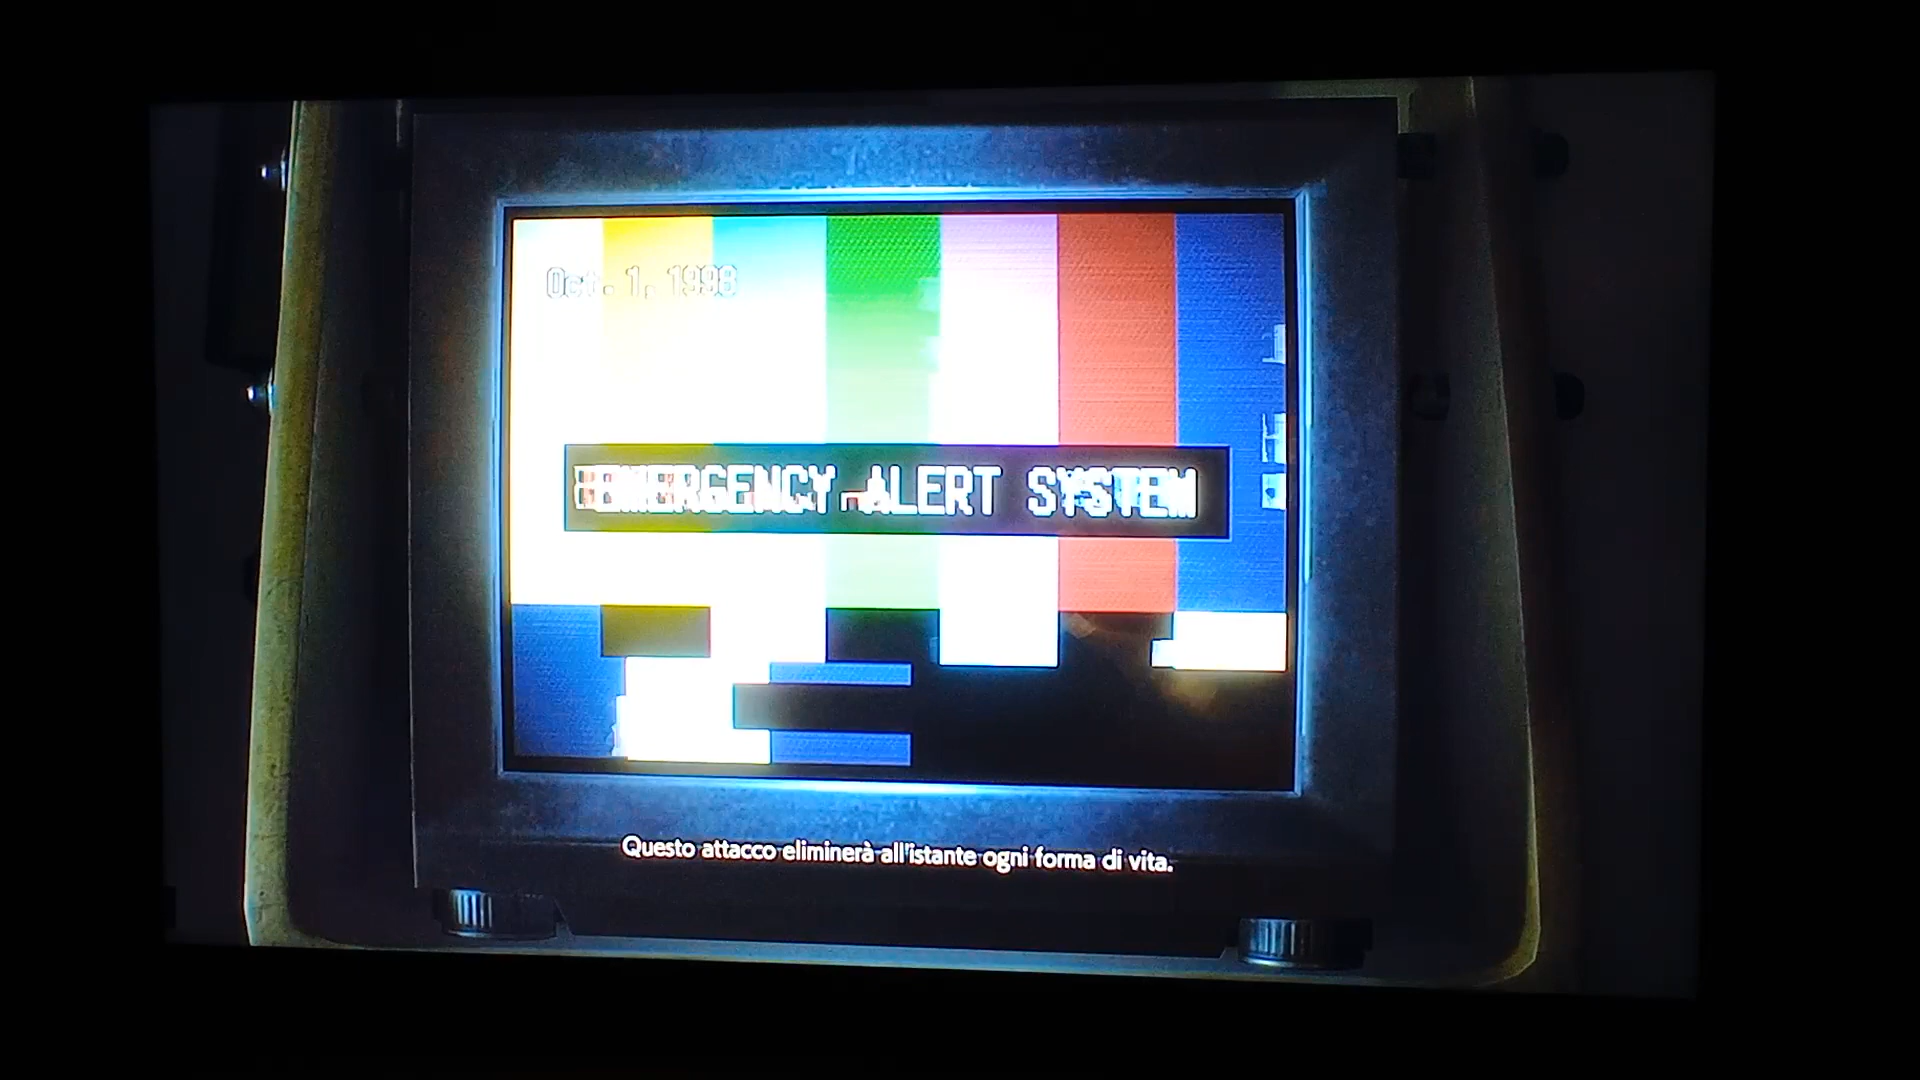 Oct. 1, 1998
EMERGENCY ALERT SYSTEM
Questo attacco eliminerà all'istante ogni forma di vita.